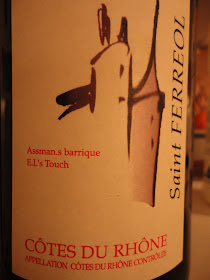 Assman.s barrique
E.L's Touch
Saint FERREOL
CÔTES DU RHÔNE
APPELLATION CÔTES DU RHÔNE CONTRÔLÉE